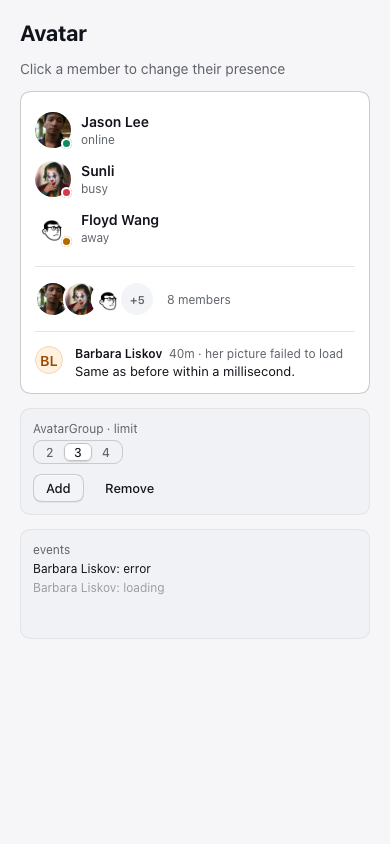 Avatar
Click a member to change their presence
Jason Lee
online
Sunli
busy
Floyd Wang
away
+5 8 members
BL Barbara Liskov 40m · her picture failed to load
Same as before within a millisecond.
AvatarGroup · limit
2 3 4
Add Remove
events
Barbara Liskov: error
Barbara Liskov: loading